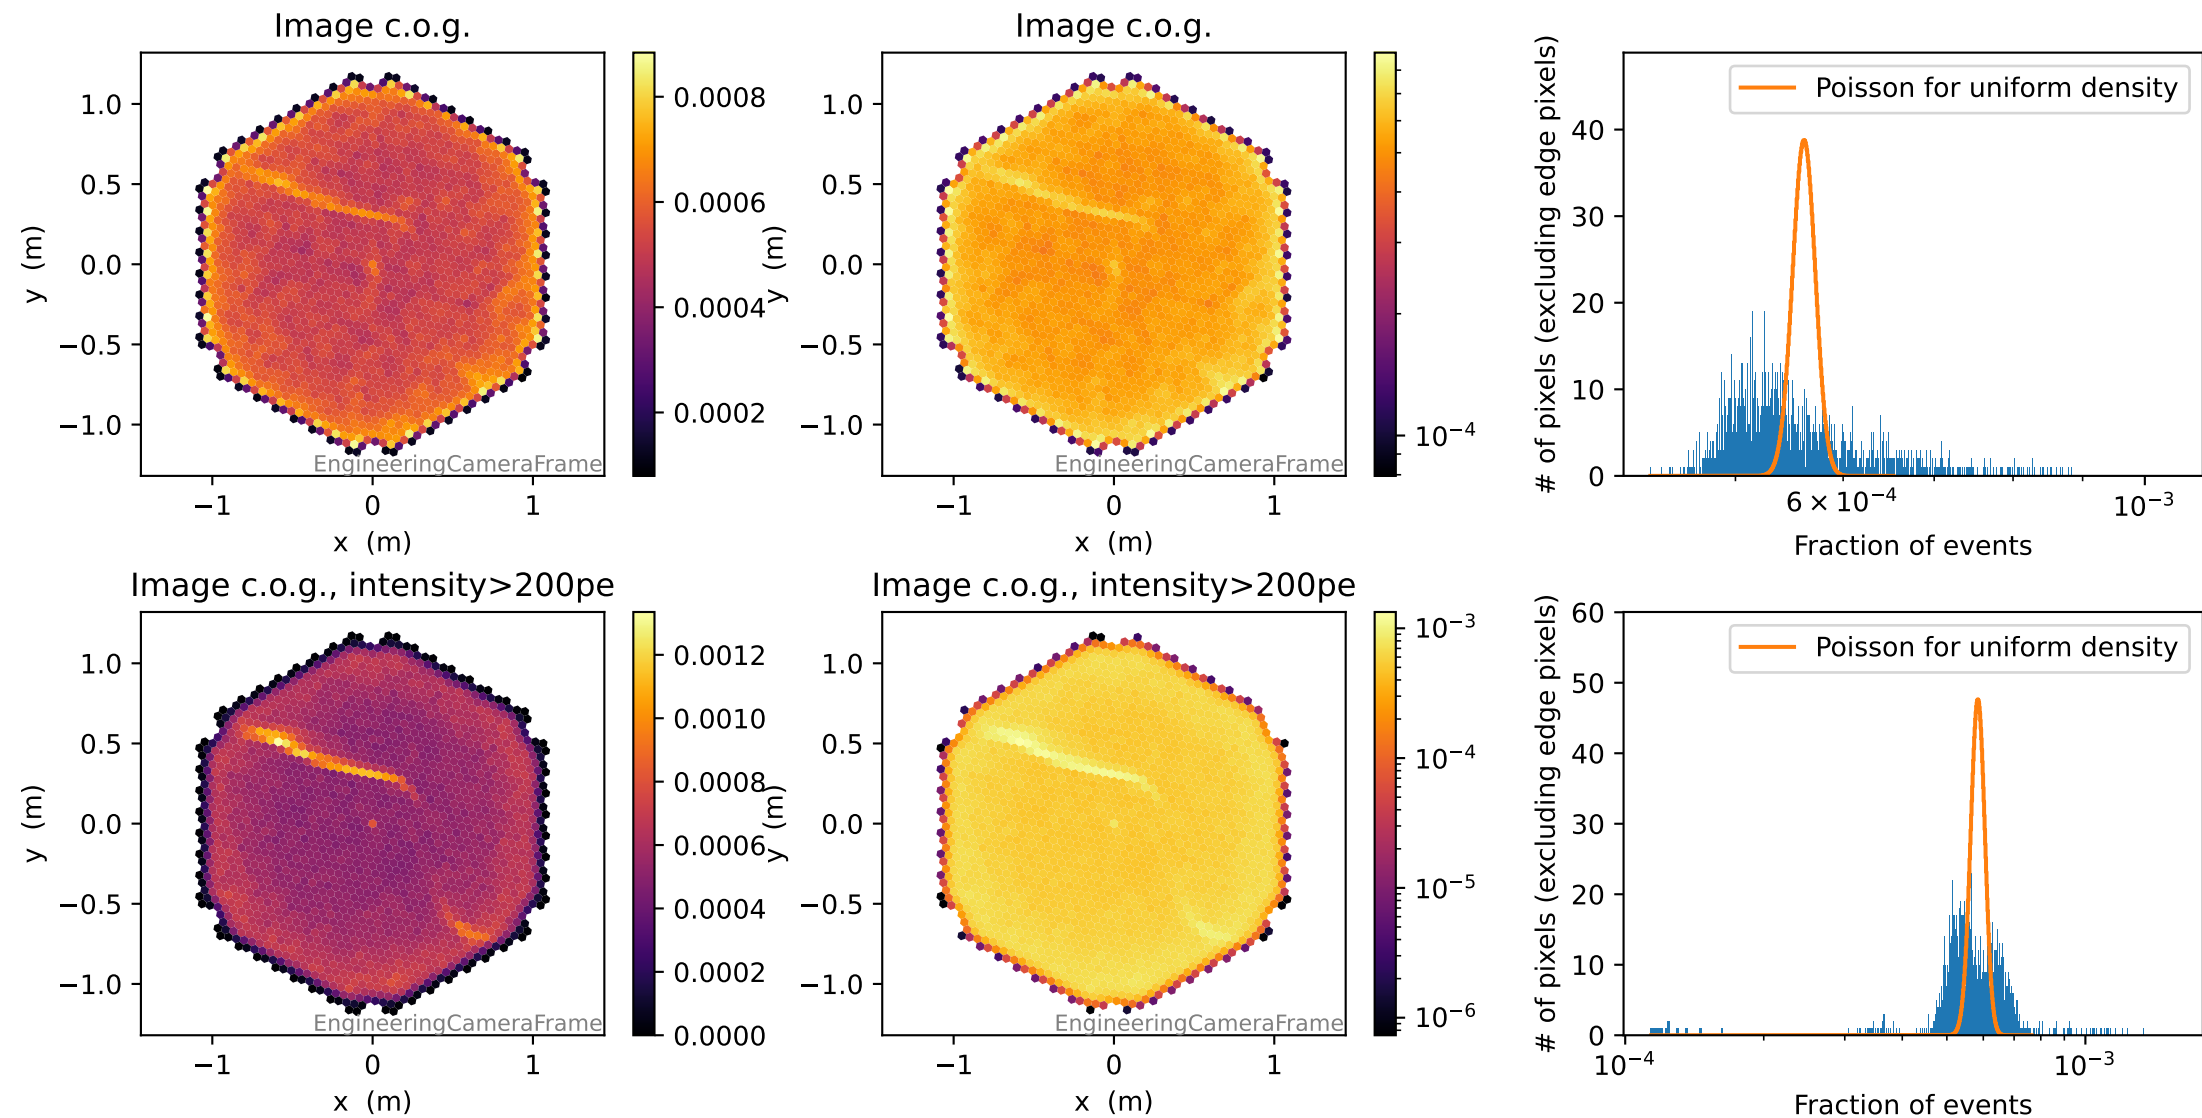 Image c.o.g.
1.0
0.5
0.0
−0.5
−1.0
y (m)
−1
0
1
x (m)
EngineeringCameraFrame
0.0008
0.0006
0.0004
0.0002
Image c.o.g.
1.0
0.5
0.0
−0.5
−1.0
y (m)
−1
0
1
x (m)
EngineeringCameraFrame
10⁻⁴
# of pixels (excluding edge pixels)
40
30
20
10
0
Poisson for uniform density
6 × 10⁻⁴
10⁻³
Fraction of events
Image c.o.g., intensity>200pe
1.0
0.5
0.0
−0.5
−1.0
y (m)
−1
0
1
x (m)
EngineeringCameraFrame
0.0012
0.0010
0.0008
0.0006
0.0004
0.0002
0.0000
Image c.o.g., intensity>200pe
1.0
0.5
0.0
−0.5
−1.0
y (m)
−1
0
1
x (m)
EngineeringCameraFrame
10⁻³
10⁻⁴
10⁻⁵
10⁻⁶
# of pixels (excluding edge pixels)
60
50
40
30
20
10
0
Poisson for uniform density
10⁻⁴
10⁻³
Fraction of events